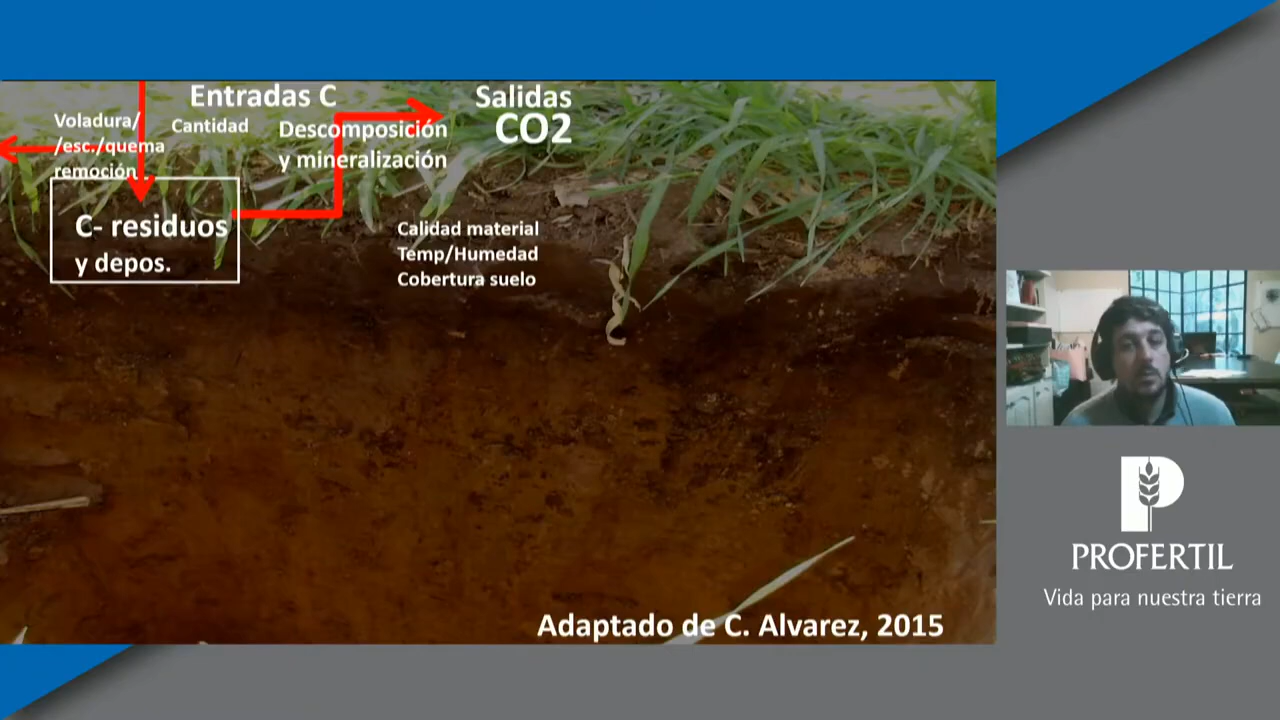 Entradas C
Cantidad
Voladura/
/esc./quema
remoción
Descomposición
y mineralización
Salidas
CO2
C- residuos
y depos.
Calidad material
Temp/Humedad
Cobertura suelo
Adaptado de C. Alvarez, 2015
PROFERTIL
Vida para nuestra tierra